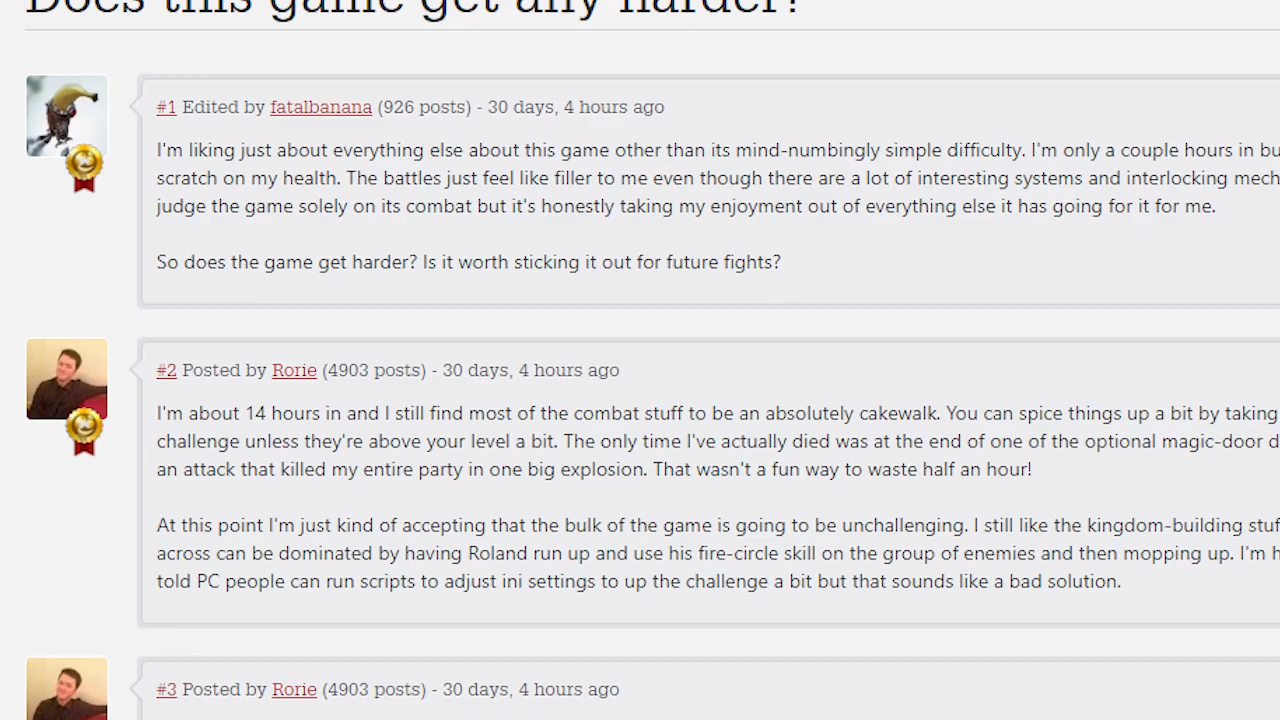 Does this game get any harder?
#1 Edited by fatalbanana (926 posts) - 30 days, 4 hours ago
I'm liking just about everything else about this game other than its mind-numbingly simple difficulty. I'm only a couple hours in bu
scratch on my health. The battles just feel like filler to me even though there are a lot of interesting systems and interlocking mech
judge the game solely on its combat but it's honestly taking my enjoyment out of everything else it has going for it for me.
So does the game get harder? Is it worth sticking it out for future fights?
#2 Posted by Rorie (4903 posts) - 30 days, 4 hours ago
I'm about 14 hours in and I still find most of the combat stuff to be an absolutely cakewalk. You can spice things up a bit by taking
challenge unless they're above your level a bit. The only time I've actually died was at the end of one of the optional magic-door d
an attack that killed my entire party in one big explosion. That wasn't a fun way to waste half an hour!
At this point I'm just kind of accepting that the bulk of the game is going to be unchallenging. I still like the kingdom-building stuf
across can be dominated by having Roland run up and use his fire-circle skill on the group of enemies and then mopping up. I'm h
told PC people can run scripts to adjust ini settings to up the challenge a bit but that sounds like a bad solution.
#3 Posted by Rorie (4903 posts) - 30 days, 4 hours ago